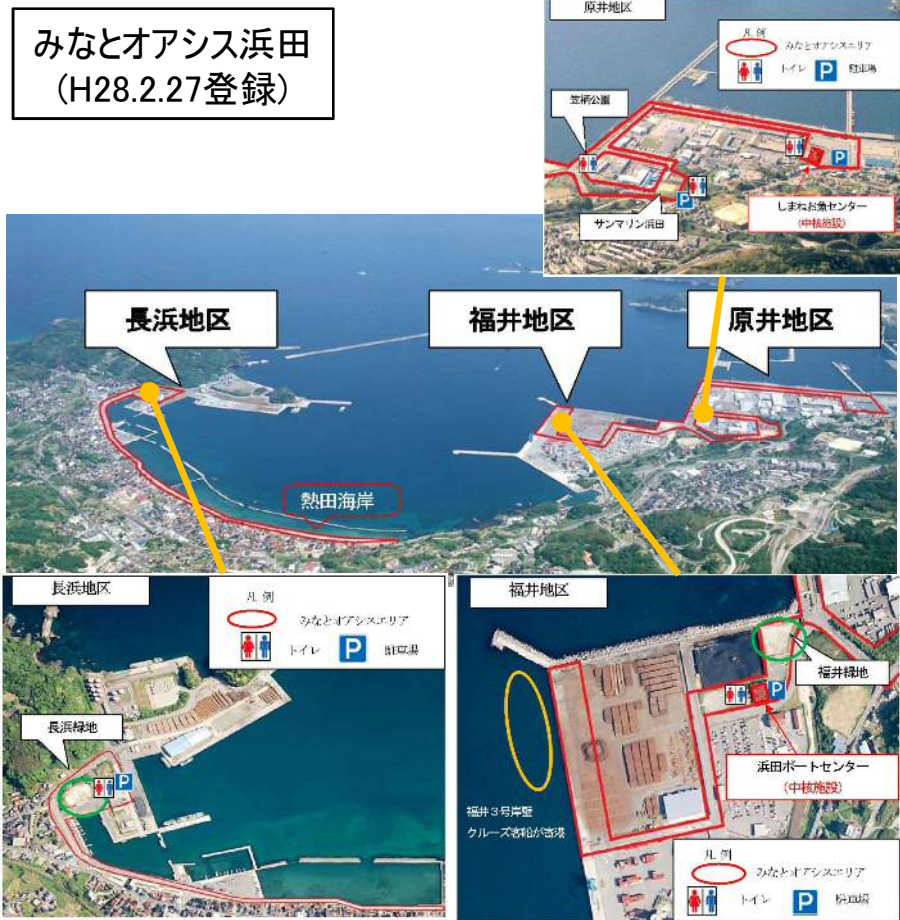 みなとオアシス浜田
(H28.2.27登録)
原井地区
凡例
みなとオアシスエリア
トイレ
P
駐車場
笠柄公園
P
P
サンマリン浜田
しまねお魚センター
(中核施設)
長浜地区
福井地区
原井地区
熱田海岸
長浜地区
凡例
みなとオアシスエリア
トイレ
P
駐車場
長浜緑地
P
福井地区
福井緑地
P
浜田ポートセンター
(中核施設)
福井3号岸壁
クルーズ客船が寄港
凡例
みなとオアシスエリア
トイレ
P
駐車場